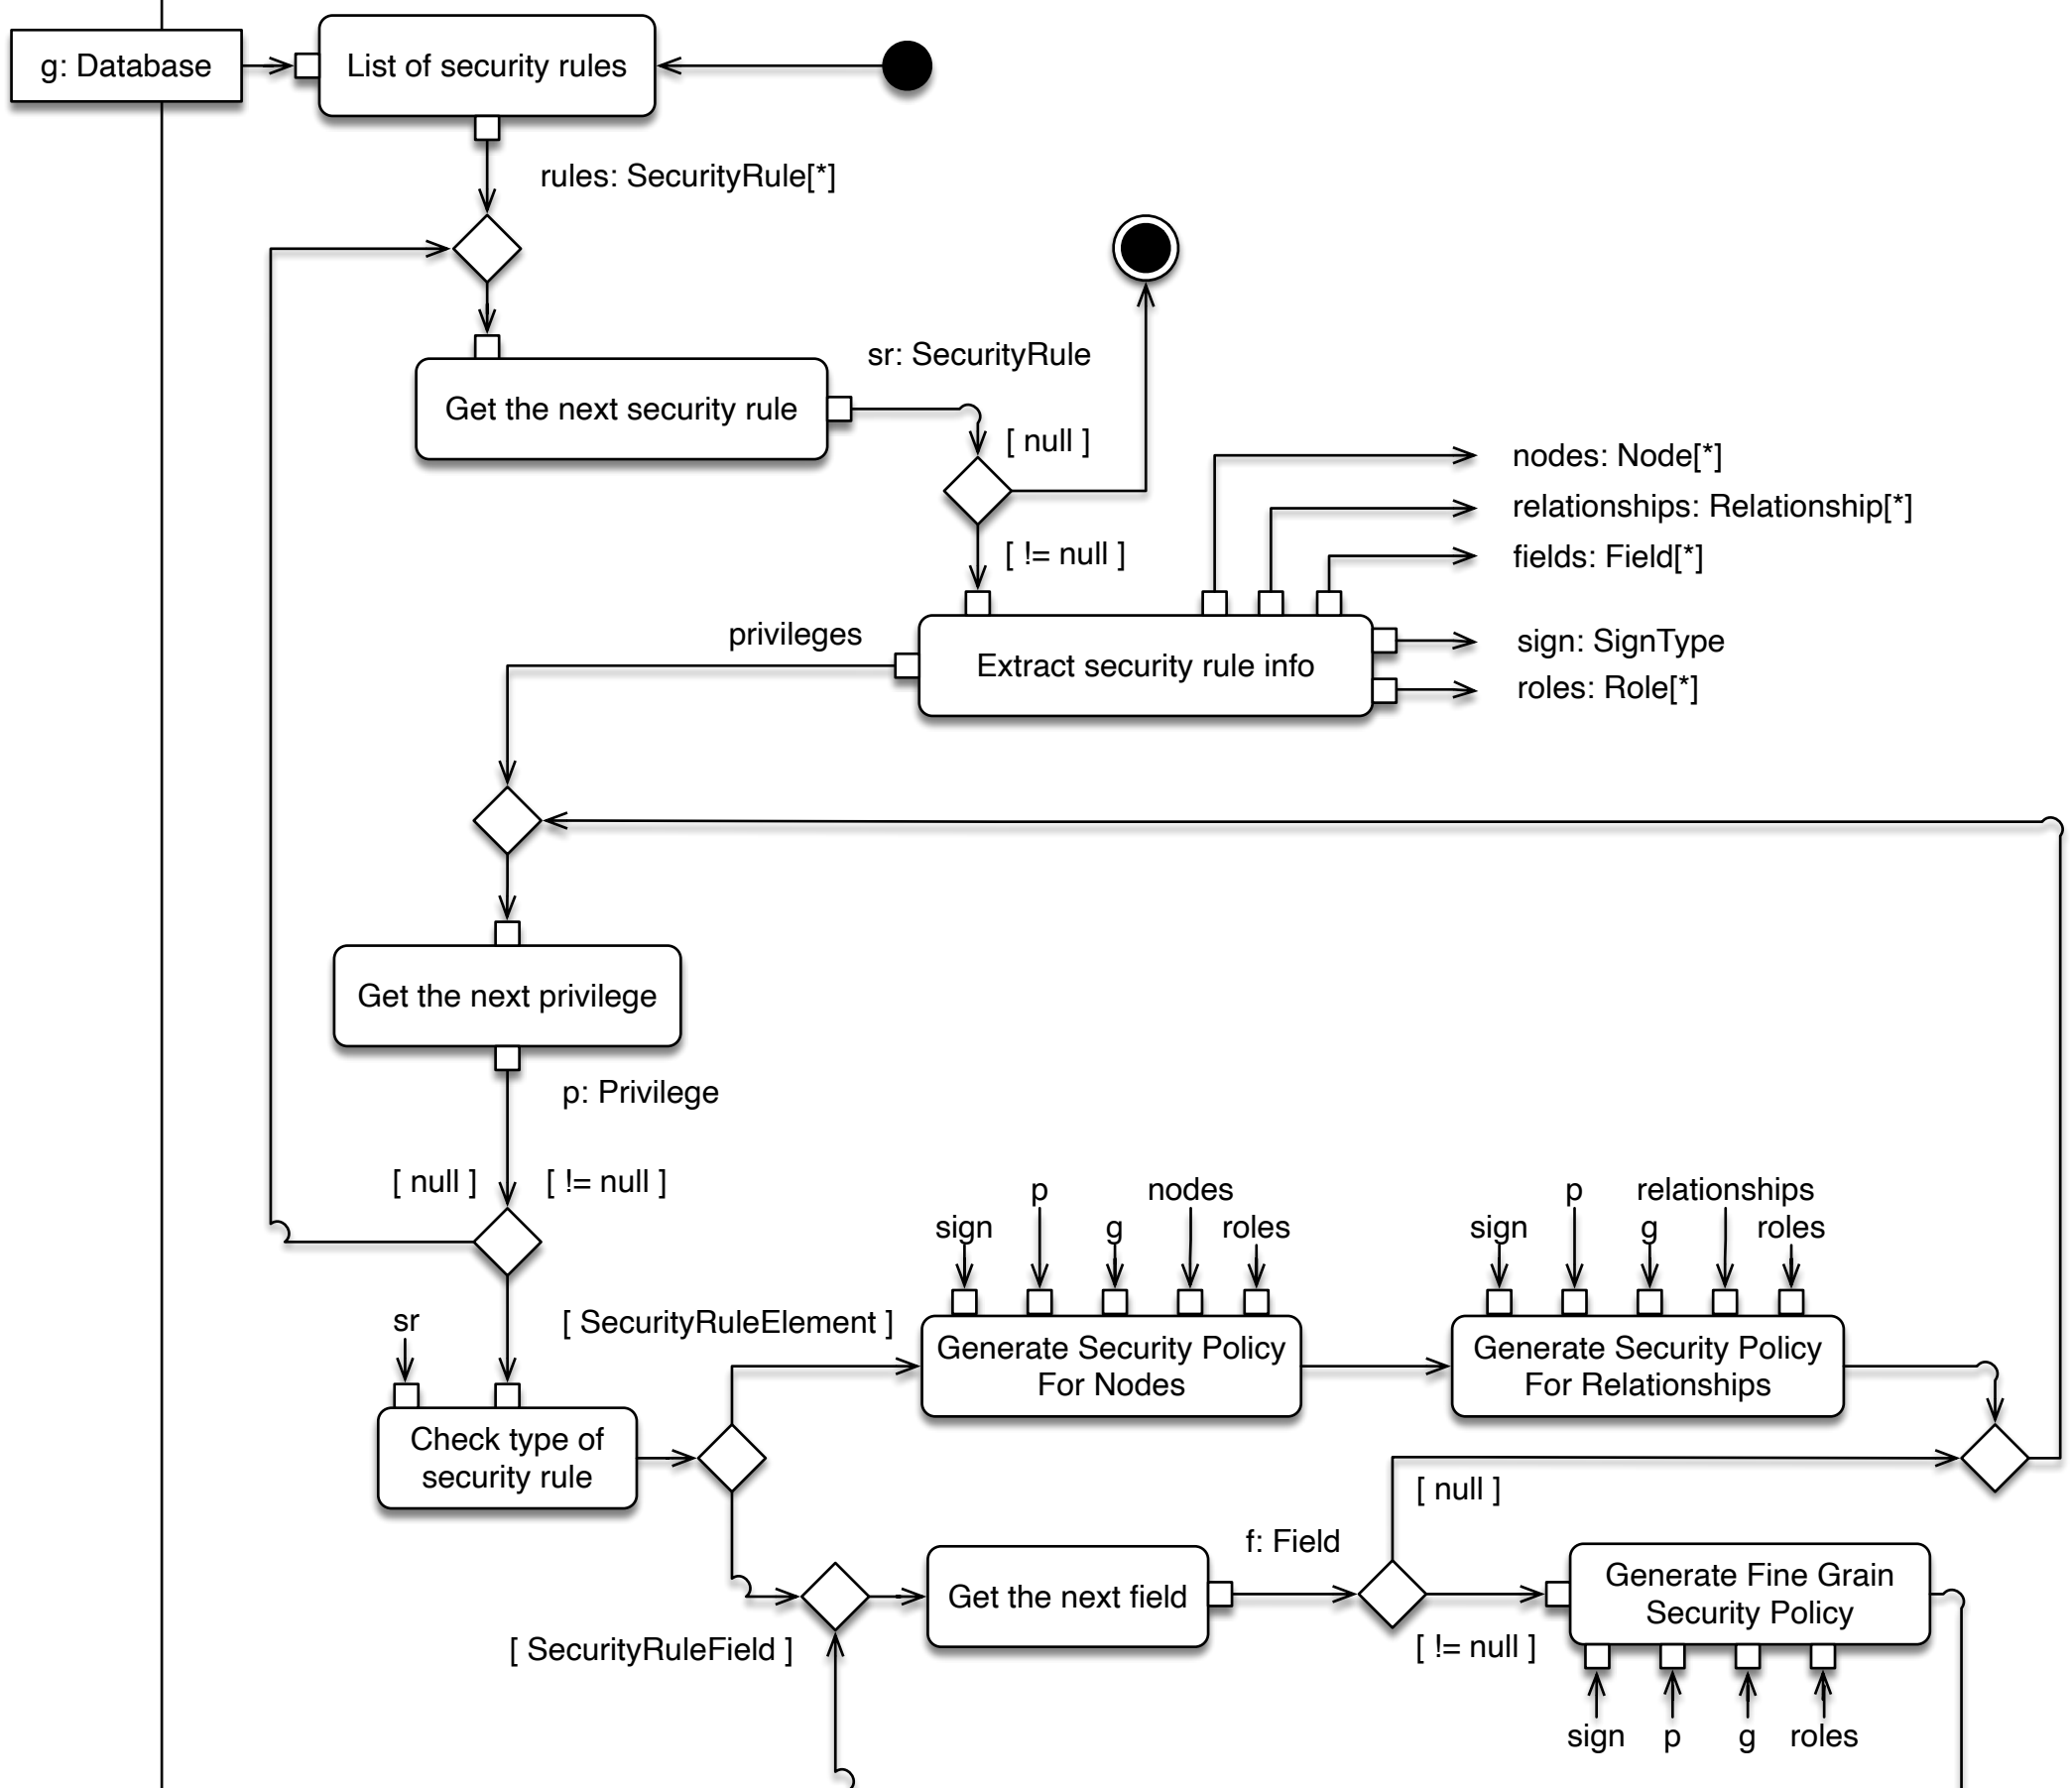 g: Database
List of security rules
rules: SecurityRule[*]
sr: SecurityRule
Get the next security rule
[ null ]
nodes: Node[*]
relationships: Relationship[*]
[ != null ]
fields: Field[*]
privileges
Extract security rule info
sign: SignType
roles: Role[*]
Get the next privilege
p: Privilege
[ null ]
[ != null ]
p
nodes
sign
g
roles
p
relationships
sign
g
roles
sr
[ SecurityRuleElement ]
Generate Security Policy
For Nodes
Generate Security Policy
For Relationships
Check type of
security rule
[ null ]
f: Field
Get the next field
Generate Fine Grain
Security Policy
[ SecurityRuleField ]
[ != null ]
sign
p
g
roles